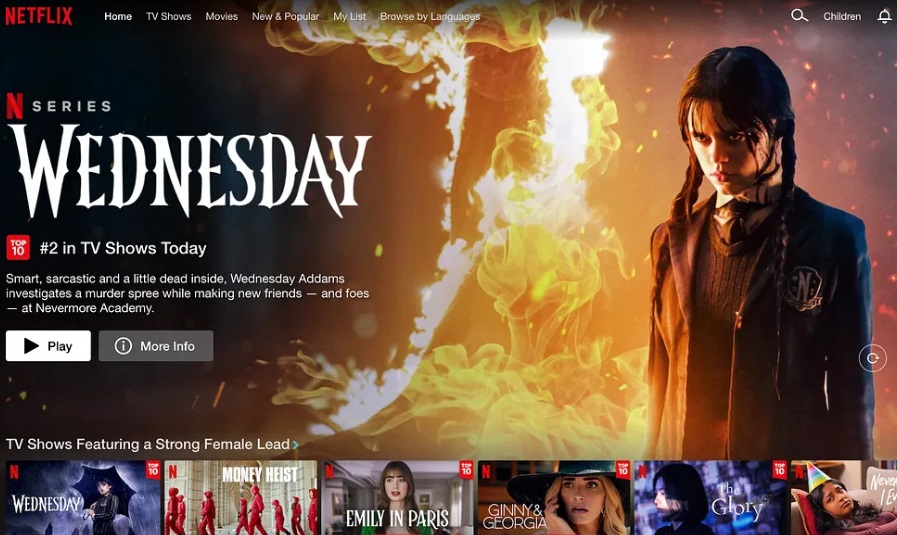 NETFLIX
Home TV Shows Movies New & Popular My List Browse by Languages
Children
N SERIES
WEDNESDAY
TOP 10
#2 in TV Shows Today
Smart, sarcastic and a little dead inside, Wednesday Addams
investigates a murder spree while making new friends — and foes
— at Nevermore Academy.
Play
More Info
N
TV Shows Featuring a Strong Female Lead
N
TOP 10
WEDNESDAY
N
MONEY HEIST
N
TOP 10
EMILY IN PARIS
N
TOP 10
GINNY &
GEORGIA
N
TOP 10
The
Glory
N
Never